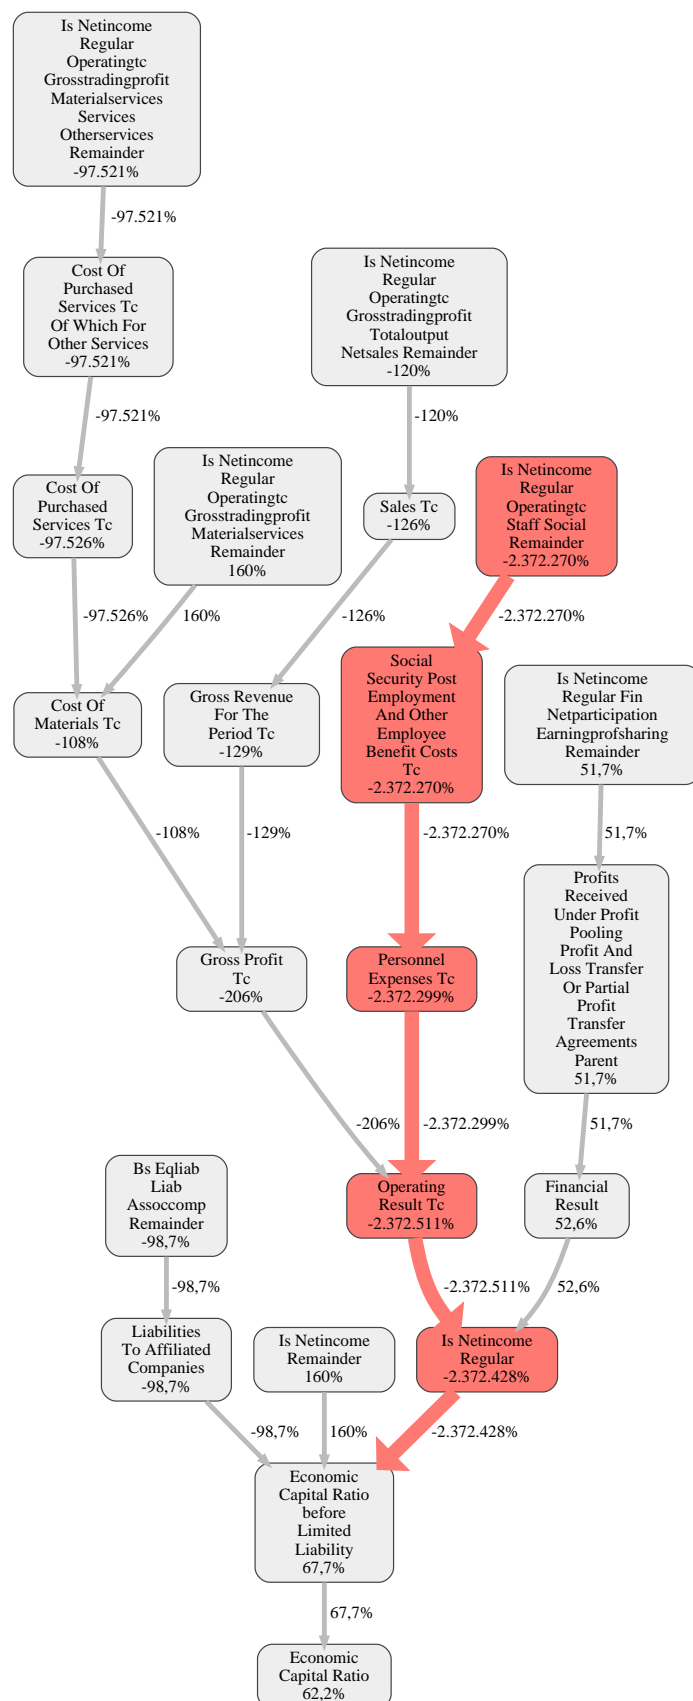 Is Netincome
Regular
Operatingtc
Grosstradingprofit
Materialservices
Services
Otherservices
Remainder
-97.521%
-97.521%
Cost Of
Purchased
Services Tc
Of Which For
Other Services
-97.521%
Is Netincome
Regular
Operatingtc
Grosstradingprofit
Totaloutput
Netsales Remainder
-120%
-97.521%
-120%
Cost Of
Purchased
Services Tc
-97.526%
Is Netincome
Regular
Operatingtc
Grosstradingprofit
Materialservices
Remainder
160%
Sales Tc
-126%
Is Netincome
Regular
Operatingtc
Staff Social
Remainder
-2.372.270%
-97.526%
160%
-126%
-2.372.270%
Cost Of
Materials Tc
-108%
Gross Revenue
For The
Period Tc
-129%
Social
Security Post
Employment
And Other
Employee
Benefit Costs
Tc
-2.372.270%
Is Netincome
Regular Fin
Netparticipation
Earningprofsharing
Remainder
51,7%
-108%
-129%
-2.372.270%
51,7%
Gross Profit
Tc
-206%
Personnel
Expenses Tc
-2.372.299%
Profits
Received
Under Profit
Pooling
Profit And
Loss Transfer
Or Partial
Profit
Transfer
Agreements
Parent
51,7%
-206%
-2.372.299%
51,7%
Bs Eqliab
Liab
Assoccomp
Remainder
-98,7%
Operating
Result Tc
-2.372.511%
Financial
Result
52,6%
-98,7%
-2.372.511%
52,6%
Liabilities
To Affiliated
Companies
-98,7%
Is Netincome
Remainder
160%
Is Netincome
Regular
-2.372.428%
-98,7%
160%
-2.372.428%
Economic
Capital Ratio
before
Limited
Liability
67,7%
67,7%
Economic
Capital Ratio
62,2%